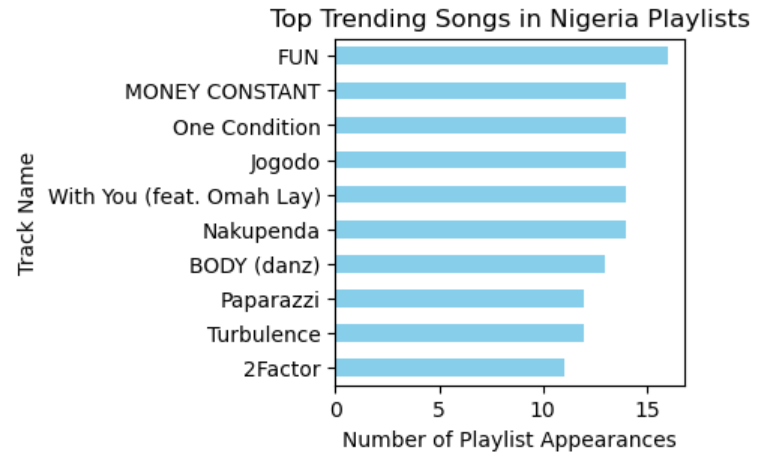 Top Trending Songs in Nigeria Playlists
FUN
MONEY CONSTANT
One Condition
Jogodo
With You (feat. Omah Lay)
Nakupenda
BODY (danz)
Paparazzi
Turbulence
2Factor
Track Name
0 5 10 15
Number of Playlist Appearances